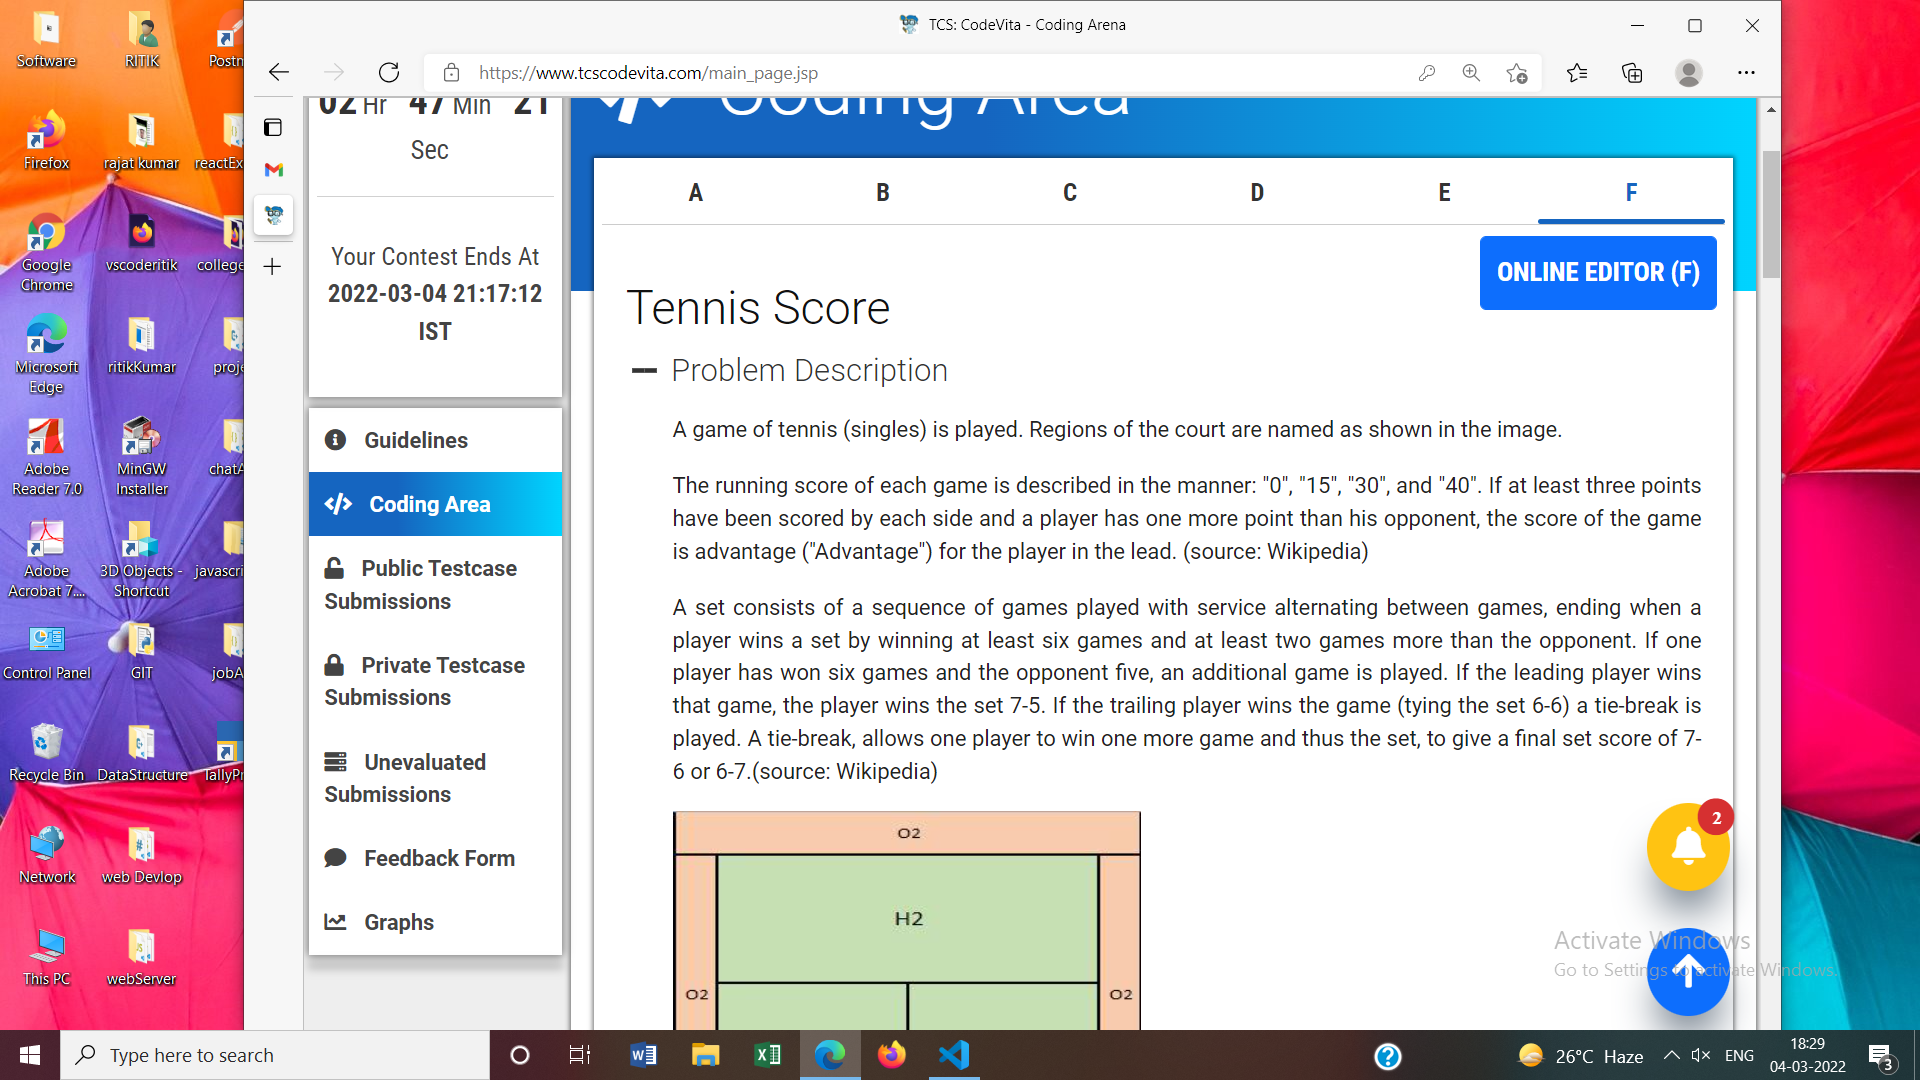 Software
RITIK
Postn
Firefox
rajat kumar
reactEx
Google
Chrome
vscoderitik
college
Microsoft
Edge
ritikKumar
proje
Adobe
Reader 7.0
MinGW
Installer
chatA
Adobe
Acrobat 7....
3D Objects -
Shortcut
javascri
Control Panel
GIT
jobA
Recycle Bin
DataStructure
TallyPr
Network
web Devlop
This PC
webServer
TCS: CodeVita - Coding Arena
https://www.tcscodevita.com/main_page.jsp
02 Hr 47 Min 21
Sec
Your Contest Ends At
2022-03-04 21:17:12
IST
Guidelines
Coding Area
Public Testcase
Submissions
Private Testcase
Submissions
Unevaluated
Submissions
Feedback Form
Graphs
</> Coding Area
A B C D E F
ONLINE EDITOR (F)
Tennis Score
Problem Description
A game of tennis (singles) is played. Regions of the court are named as shown in the image.
The running score of each game is described in the manner: "0", "15", "30", and "40". If at least three points
have been scored by each side and a player has one more point than his opponent, the score of the game
is advantage ("Advantage") for the player in the lead. (source: Wikipedia)
A set consists of a sequence of games played with service alternating between games, ending when a
player wins a set by winning at least six games and at least two games more than the opponent. If one
player has won six games and the opponent five, an additional game is played. If the leading player wins
that game, the player wins the set 7-5. If the trailing player wins the game (tying the set 6-6) a tie-break is
played. A tie-break, allows one player to win one more game and thus the set, to give a final set score of 7-
6 or 6-7.(source: Wikipedia)
O2
H2
O2
O2
2
Activate Windows
Go to Settings to activate Windows.
Type here to search
26°C Haze
ENG
18:29
04-03-2022
3